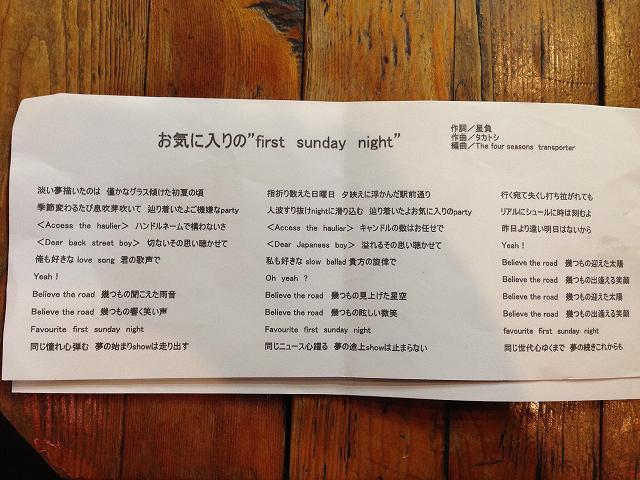 お気に入りの”first sunday night”
作詞／星負
作曲／タカトシ
編曲／The four seasons transporter
淡い夢描いたのは 僅かなグラス傾けた初夏の頃
季節変わるたび息吹芽吹いて 辿り着いたよご機嫌なparty
＜Access the haulier＞ ハンドルネームで構わないさ
＜Dear back street boy＞ 切ないその思い聴かせて
俺も好きな love song 君の歌声で
Yeah！
Believe the road 幾つもの聞こえた雨音
Believe the road 幾つもの響く笑い声
Favourite first sunday night
同じ憧れ心弾む 夢の始まりshowは走り出す
指折り数えた日曜日 夕映えに浮かんだ駅前通り
人波すり抜けnightに滑り込む 辿り着いたよお気に入りのparty
＜Access the haulier＞ キャンドルの数はお任せで
＜Dear Japanees boy＞ 溢れるその思い聴かせて
私も好きな slow ballad 貴方の旋律で
Oh yeah ？
Believe the road 幾つもの見上げた星空
Believe the road 幾つもの眩しい微笑
Favourite first sunday night
同じニュース心躍る 夢の途上showは止まらない
行く宛て失くし打ち拉がれても
リアルにシュールに時は刻むよ
昨日より遠い明日はないから
Yeah！
Believe the road 幾つもの迎えた太陽
Believe the road 幾つもの出逢える笑顔
Believe the road 幾つもの迎えた太陽
Believe the road 幾つもの出逢える笑顔
favourite first sunday night
同じ世代心ゆくまで 夢の続きこれからも